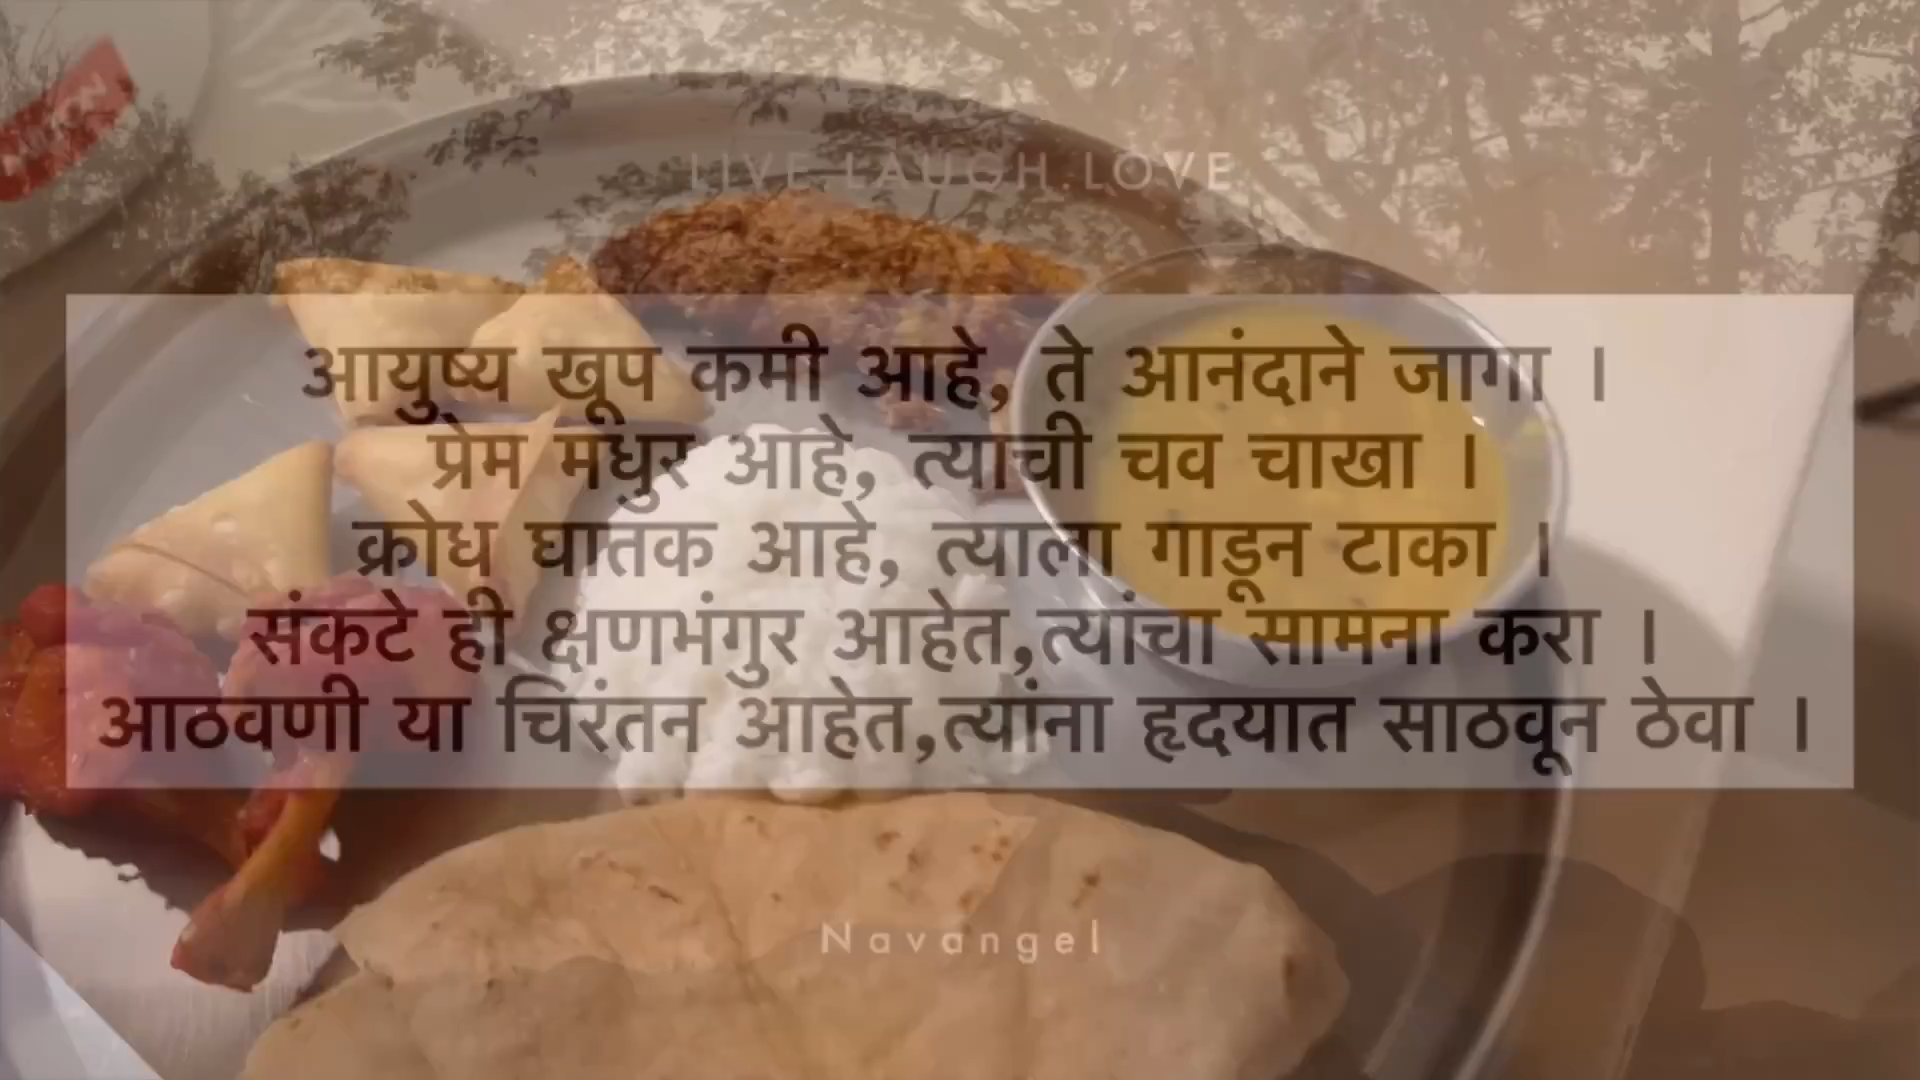 LIVE.LAUGH.LOVE
आयुष्य खूप कमी आहे, ते आनंदाने जागा ।
प्रेम मधुर आहे, त्याची चव चाखा ।
क्रोध घातक आहे, त्याला गाडून टाका ।
संकटे ही क्षणभंगुर आहेत,त्यांचा सामना करा ।
आठवणी या चिरंतन आहेत,त्यांना हृदयात साठवून ठेवा ।
Navangel